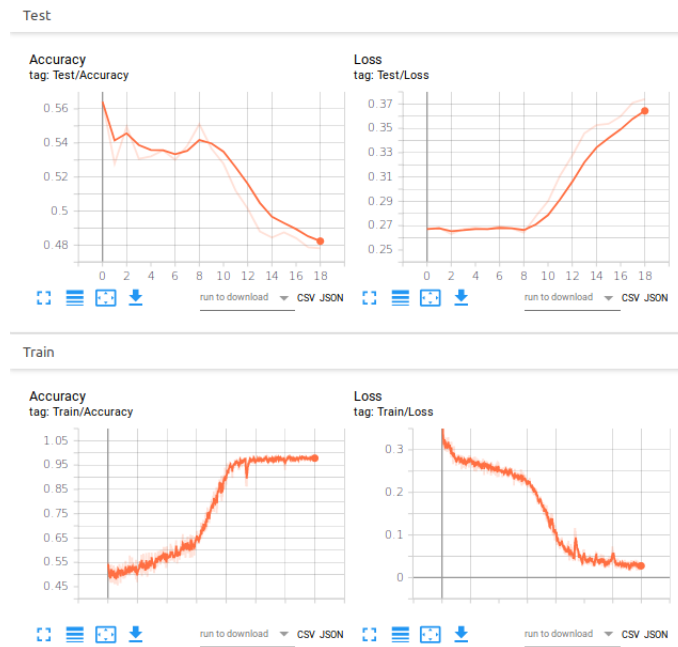 Test
Accuracy
tag: Test/Accuracy
0.56
0.54
0.52
0.5
0.48
0 2 4 6 8 10 12 14 16 18
run to download CSV JSON
Loss
tag: Test/Loss
0.37
0.35
0.33
0.31
0.29
0.27
0.25
0 2 4 6 8 10 12 14 16 18
run to download CSV JSON
Train
Accuracy
tag: Train/Accuracy
1.05
0.95
0.85
0.75
0.65
0.55
0.45
run to download CSV JSON
Loss
tag: Train/Loss
0.3
0.2
0.1
0
run to download CSV JSON